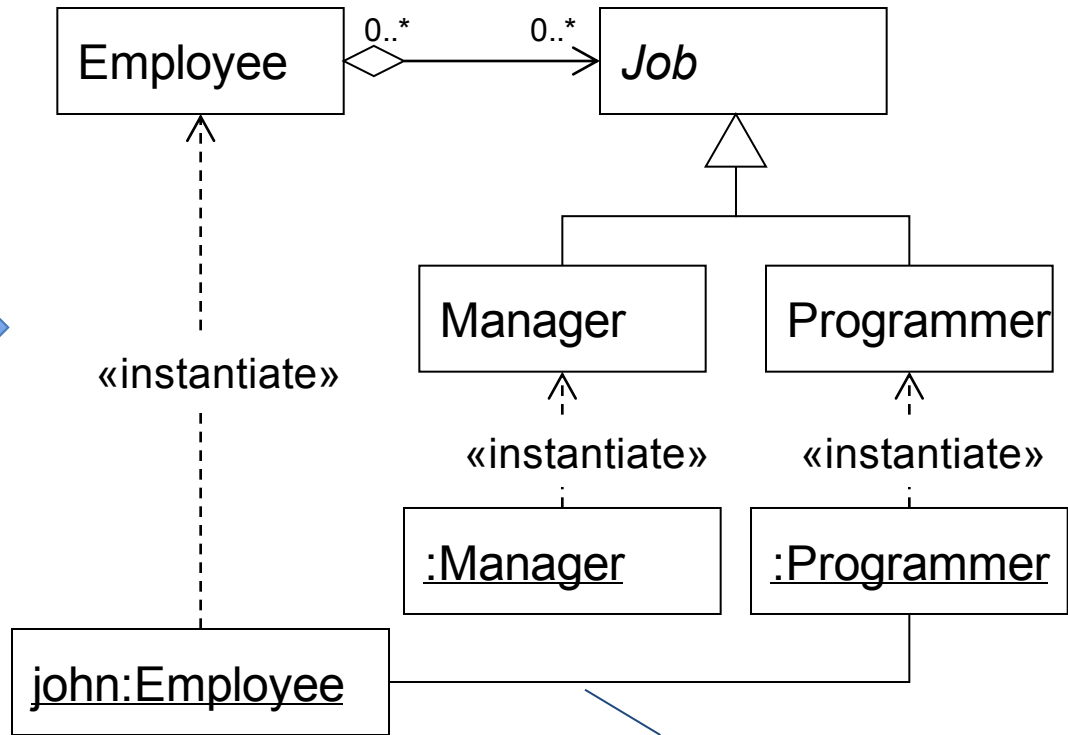 0..*
0..*
Employee
Job
Manager
Programmer
«instantiate»
«instantiate»
«instantiate»
:Manager
:Programmer
john:Employee